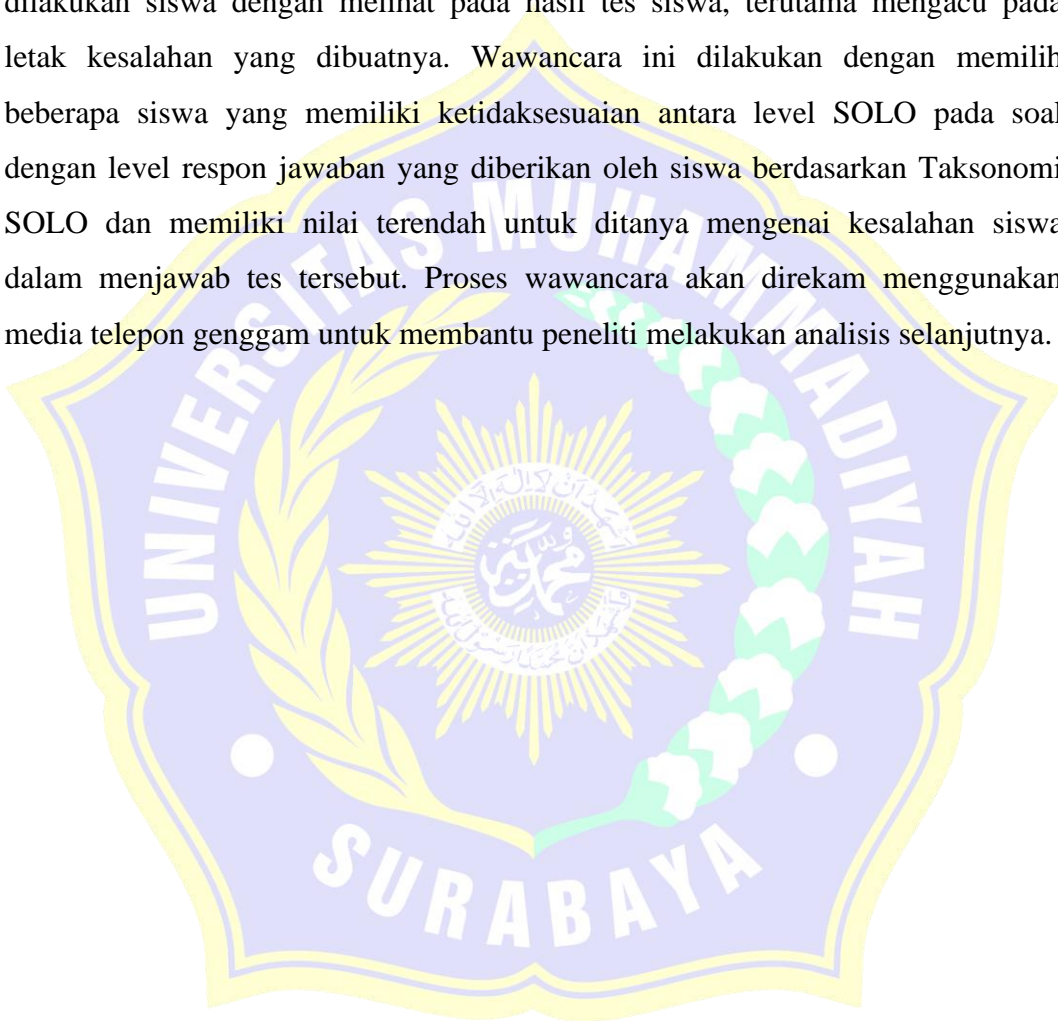 dilakukan siswa dengan melihat pada hasil tes siswa, terutama mengacu pada
letak kesalahan yang dibuatnya. Wawancara ini dilakukan dengan memilih
beberapa siswa yang memiliki ketidaksesuaian antara level SOLO pada soal
dengan level respon jawaban yang diberikan oleh siswa berdasarkan Taksonomi
SOLO dan memiliki nilai terendah untuk ditanya mengenai kesalahan siswa
dalam menjawab tes tersebut. Proses wawancara akan direkam menggunakan
media telepon genggam untuk membantu peneliti melakukan analisis selanjutnya.
UNIVERSITAS MUHAMMADIYAH
SURABAYA